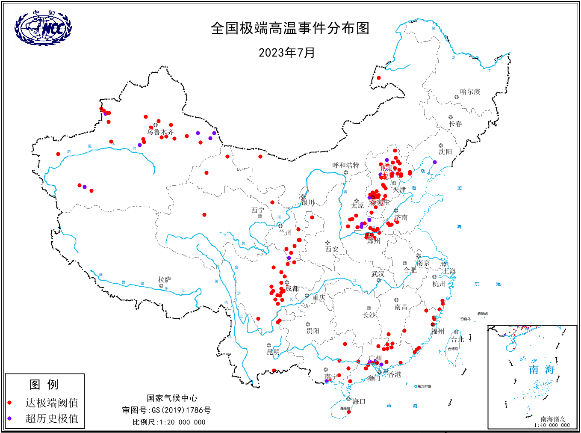 NCC
全国极端高温事件分布图
2023年7月
哈尔滨
长春
沈阳
乌鲁木齐
呼和浩特
北京
天津
银川
太原
石家庄
济南
西宁
兰州
郑州
西安
拉萨
成都
重庆
武汉
合肥
南京
上海
杭州
东
海
长沙
南昌
贵阳
福州
台北
昆明
南宁
广州
香港
澳门
海口
图 例
达极端阈值
超历史极值
国家气候中心
审图号:GS(2019)1786号
比例尺:1:20 000 000
南 海
南海诸岛
1:40 000 000